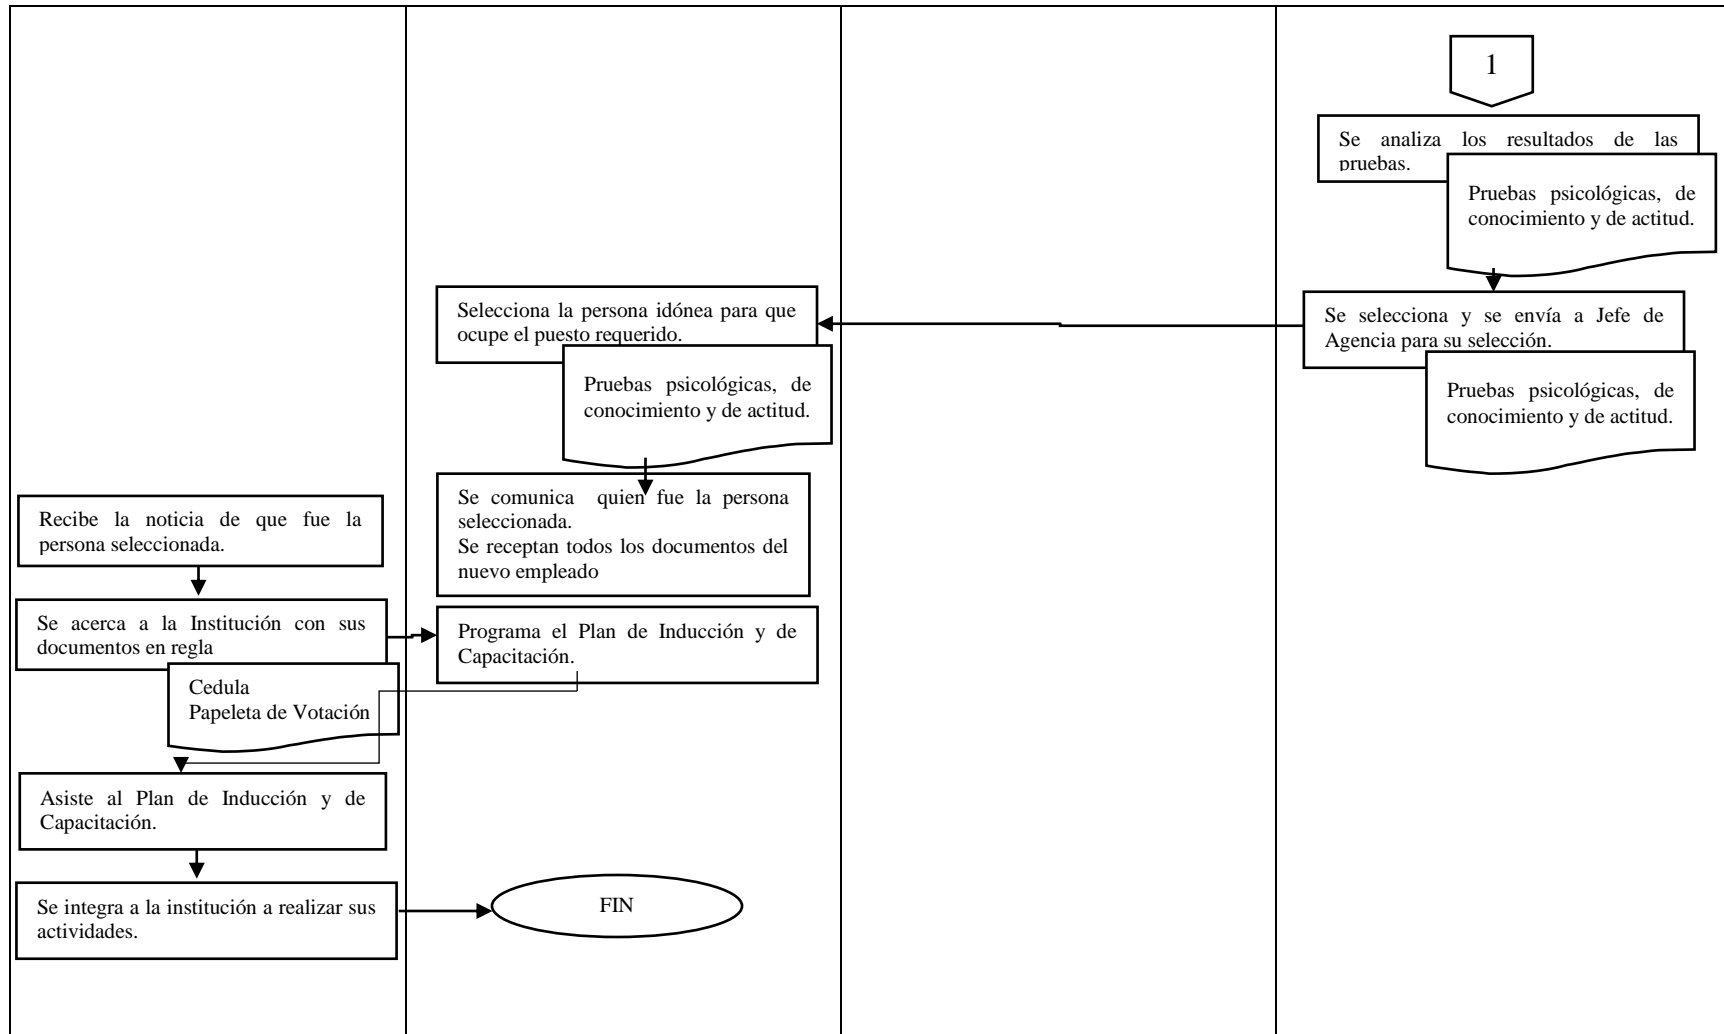 1
Se analiza los resultados de las
pruebas.
Pruebas psicológicas, de
conocimiento y de actitud.
Se selecciona y se envía a Jefe de
Agencia para su selección.
Pruebas psicológicas, de
conocimiento y de actitud.
Selecciona la persona idónea para que
ocupe el puesto requerido.
Pruebas psicológicas, de
conocimiento y de actitud.
Se comunica quien fue la persona
seleccionada.
Se receptan todos los documentos del
nuevo empleado
Recibe la noticia de que fue la
persona seleccionada.
Se acerca a la Institución con sus
documentos en regla
Cedula
Papeleta de Votación
Programa el Plan de Inducción y de
Capacitación.
Asiste al Plan de Inducción y de
Capacitación.
Se integra a la institución a realizar sus
actividades.
FIN